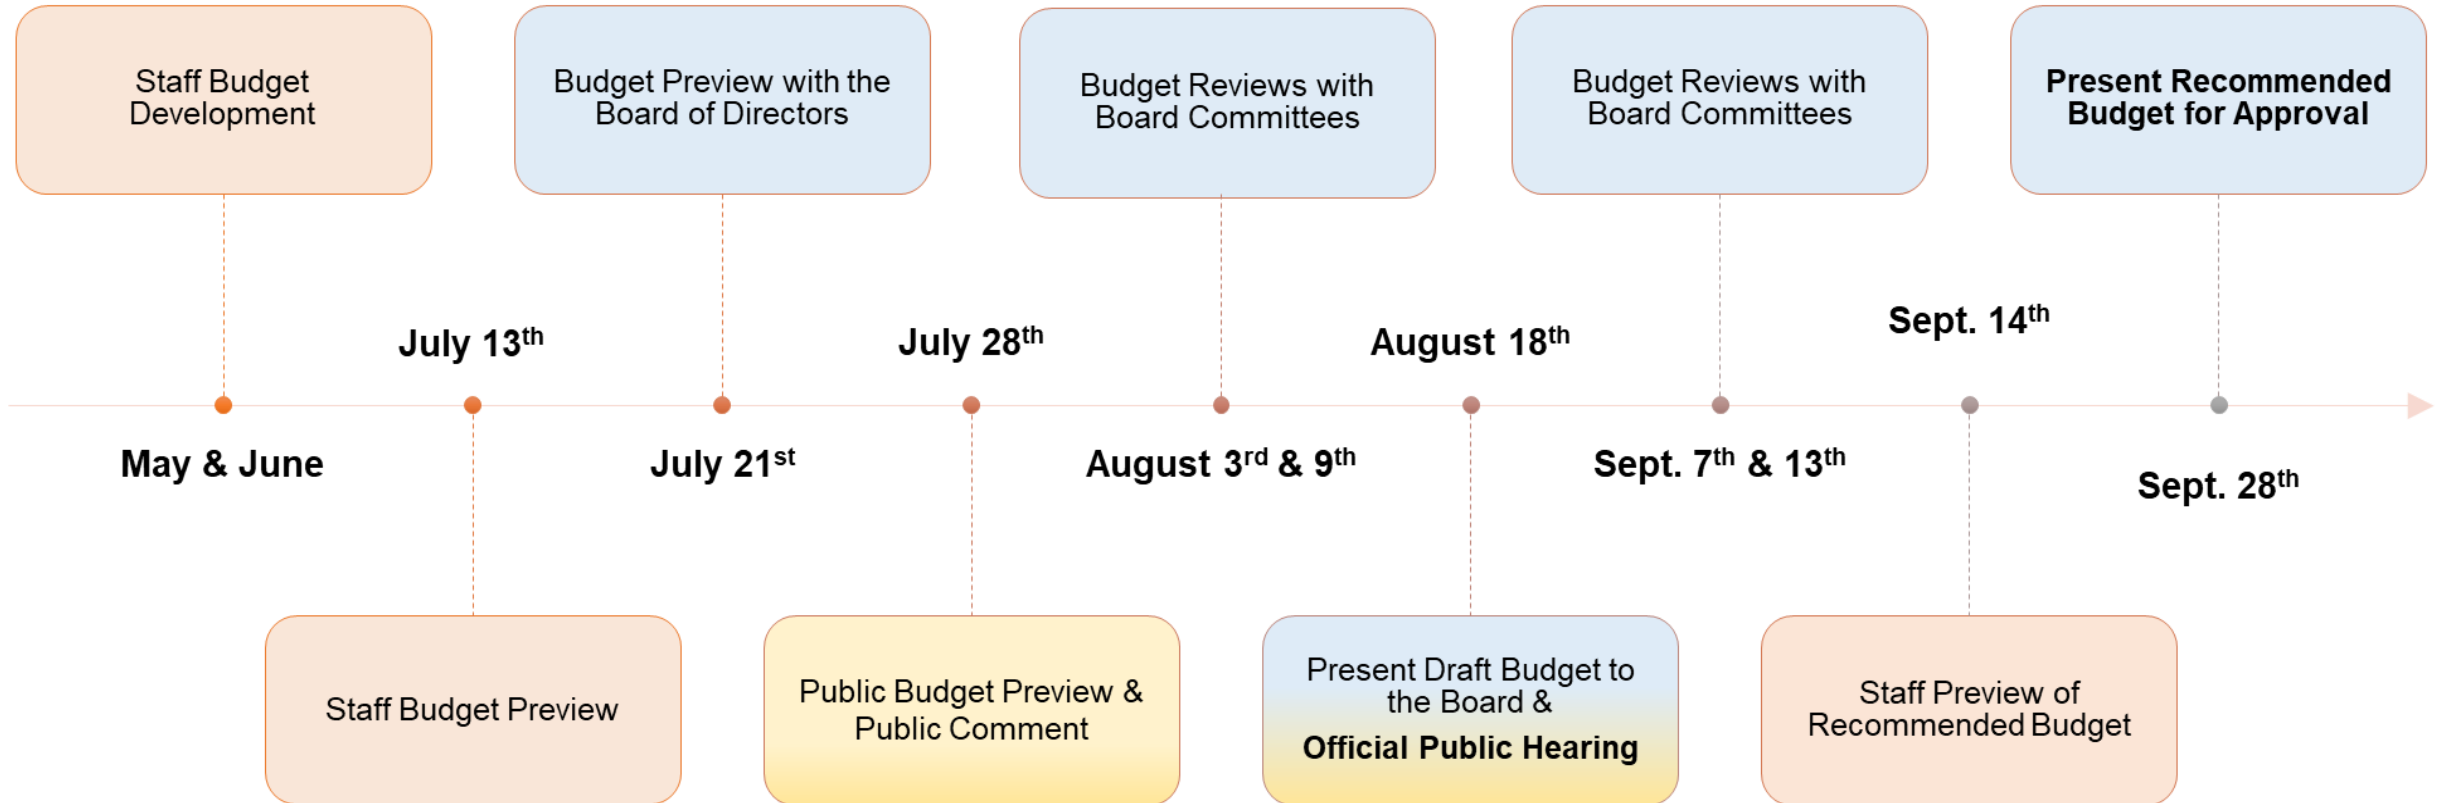 Staff Budget
Development
Budget Preview with the
Board of Directors
Budget Reviews with
Board Committees
Budget Reviews with
Board Committees
Present Recommended
Budget for Approval
July 13th
July 28th
August 18th
Sept. 14th
May & June
July 21st
August 3rd & 9th
Sept. 7th & 13th
Sept. 28th
Staff Budget Preview
Public Budget Preview &
Public Comment
Present Draft Budget to
the Board &
Official Public Hearing
Staff Preview of
Recommended Budget